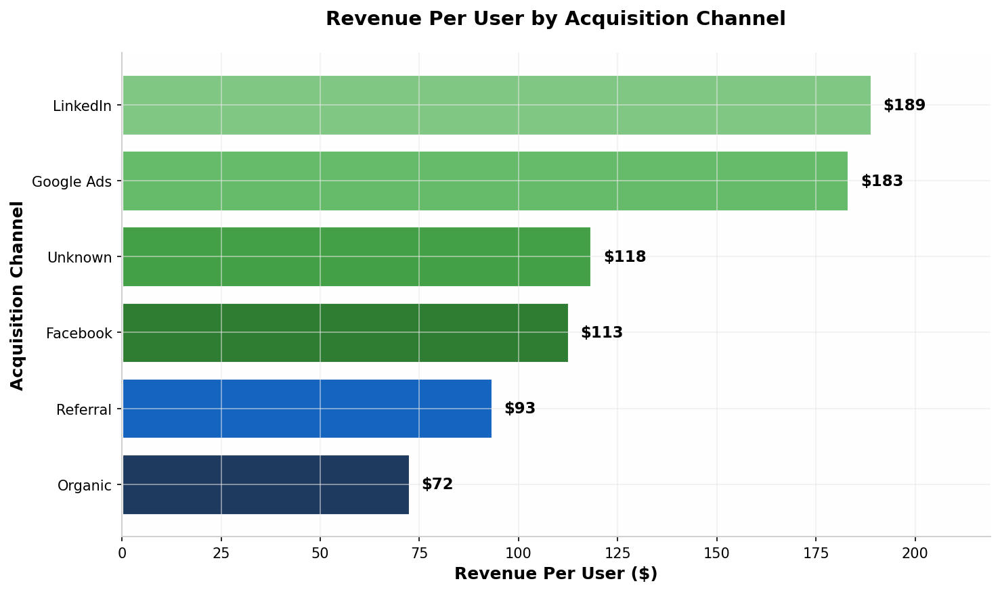 Revenue Per User by Acquisition Channel
Acquisition Channel
LinkedIn $189
Google Ads $183
Unknown $118
Facebook $113
Referral $93
Organic $72
0 25 50 75 100 125 150 175 200
Revenue Per User ($)